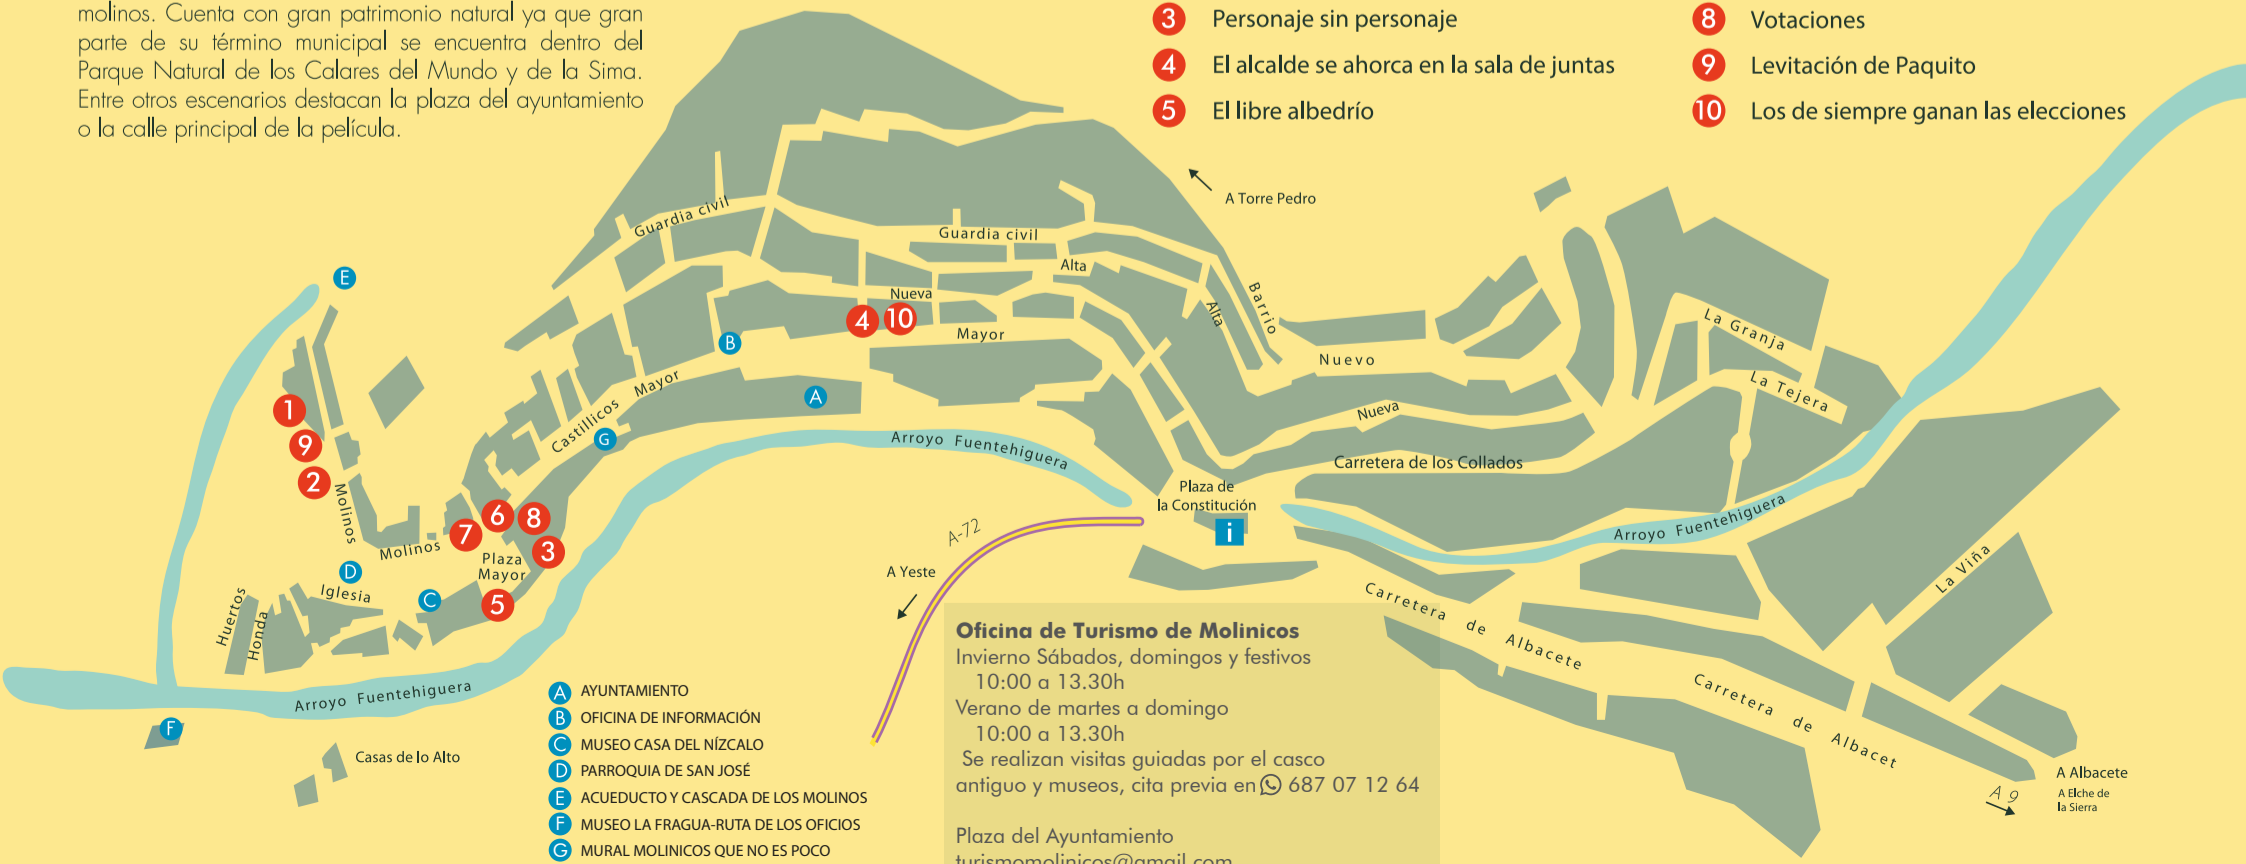 molinos. Cuenta con gran patrimonio natural ya que gran
parte de su término municipal se encuentra dentro del
Parque Natural de los Calares del Mundo y de la Sima.
Entre otros escenarios destacan la plaza del ayuntamiento
o la calle principal de la película.
3 Personaje sin personaje
4 El alcalde se ahorca en la sala de juntas
5 El libre albedrío
8 Votaciones
9 Levitación de Paquito
10 Los de siempre ganan las elecciones
A Torre Pedro
Guardia civil
Guardia civil
Alta
E
Nueva
4
10
Alta
Barrio
Mayor
B
Nuevo
La Granja
La Tejera
Mayor
A
Castillicos
G
Nueva
1
9
2
Arroyo Fuentehiguera
Carretera de los Collados
Molinos
Plaza de
la Constitución
i
6
8
7
3
Molinos
Plaza
Mayor
A-72
A Yeste
Arroyo Fuentehiguera
La Viña
D
Iglesia
C
5
Huertos
Honda
Carretera de Albacete
Carretera de Albacet
Arroyo Fuentehiguera
F
Casas de lo Alto
A 9
A Albacete
A Elche de
la Sierra
A AYUNTAMIENTO
B OFICINA DE INFORMACIÓN
C MUSEO CASA DEL NÍZCALO
D PARROQUIA DE SAN JOSÉ
E ACUEDUCTO Y CASCADA DE LOS MOLINOS
F MUSEO LA FRAGUA-RUTA DE LOS OFICIOS
G MURAL MOLINICOS QUE NO ES POCO
Oficina de Turismo de Molinicos
Invierno Sábados, domingos y festivos
10:00 a 13.30h
Verano de martes a domingo
10:00 a 13.30h
Se realizan visitas guiadas por el casco
antiguo y museos, cita previa en 687 07 12 64
Plaza del Ayuntamiento
turismomolinicos@gmail.com